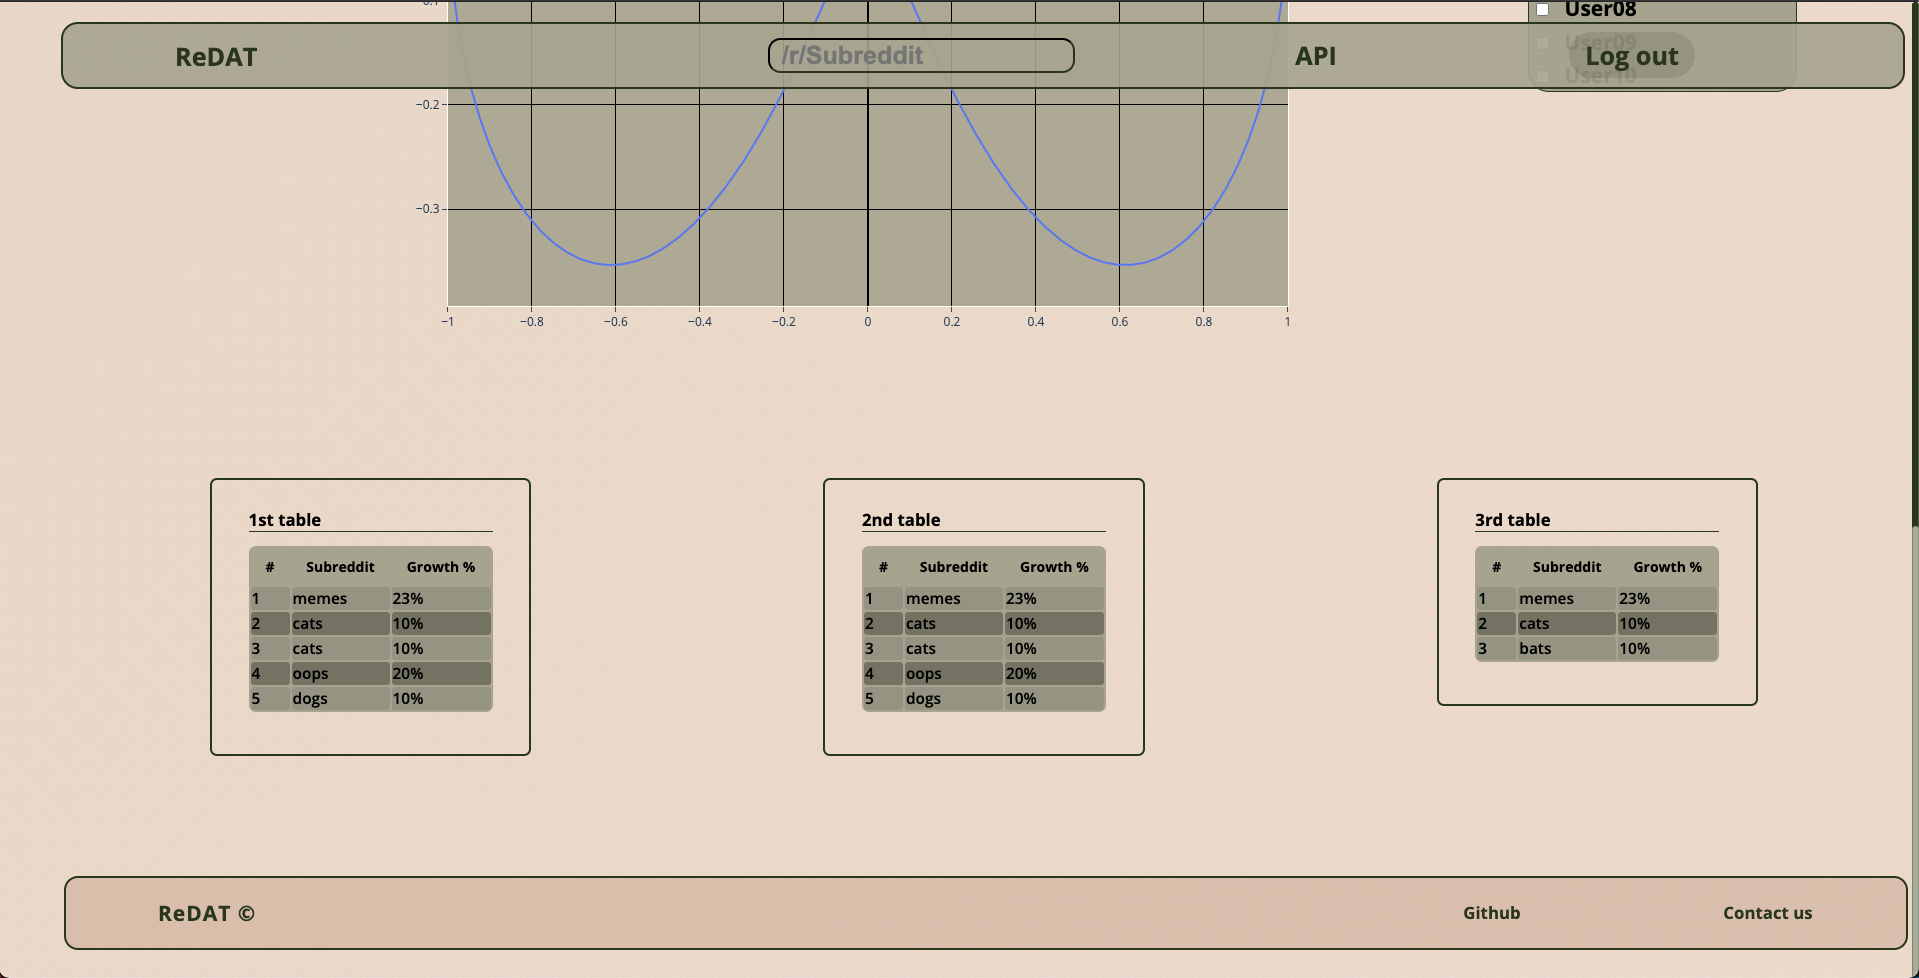 User08
ReDAT /r/Subreddit API Log out
User09
User10
−0.2
−0.3
−1 −0.8 −0.6 −0.4 −0.2 0 0.2 0.4 0.6 0.8 1
1st table
# Subreddit Growth %
1 memes 23%
2 cats 10%
3 cats 10%
4 oops 20%
5 dogs 10%
2nd table
# Subreddit Growth %
1 memes 23%
2 cats 10%
3 cats 10%
4 oops 20%
5 dogs 10%
3rd table
# Subreddit Growth %
1 memes 23%
2 cats 10%
3 bats 10%
ReDAT © Github Contact us